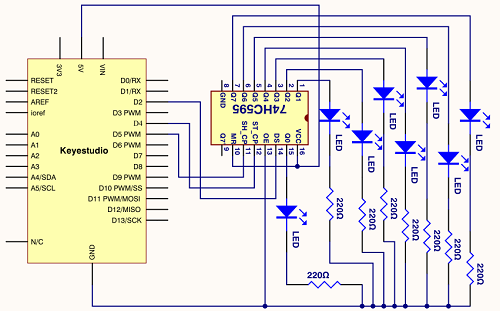 3V3
5V
VIN
RESET
RESET2
AREF
ioref
A0
A1
A2
A3
A4/SDA
A5/SCL
N/C
GND
Keyestudio
D0/RX
D1/RX
D2
D3 PWM
D4
D5 PWM
D6 PWM
D7
D8
D9 PWM
D10 PWM/SS
D11 PWM/MOSI
D12/MISO
D13/SCK
8 7 6 5 4 3 2 1
GND Q7 Q6 Q5 Q4 Q3 Q2 Q1
74HC595
Q7' MR SH_CP ST_CP OE DS Q0 VCC
9 10 11 12 13 14 15 16
LED
LED
LED
LED
LED
LED
LED
LED
220Ω
220Ω
220Ω
220Ω
220Ω
220Ω
220Ω
220Ω